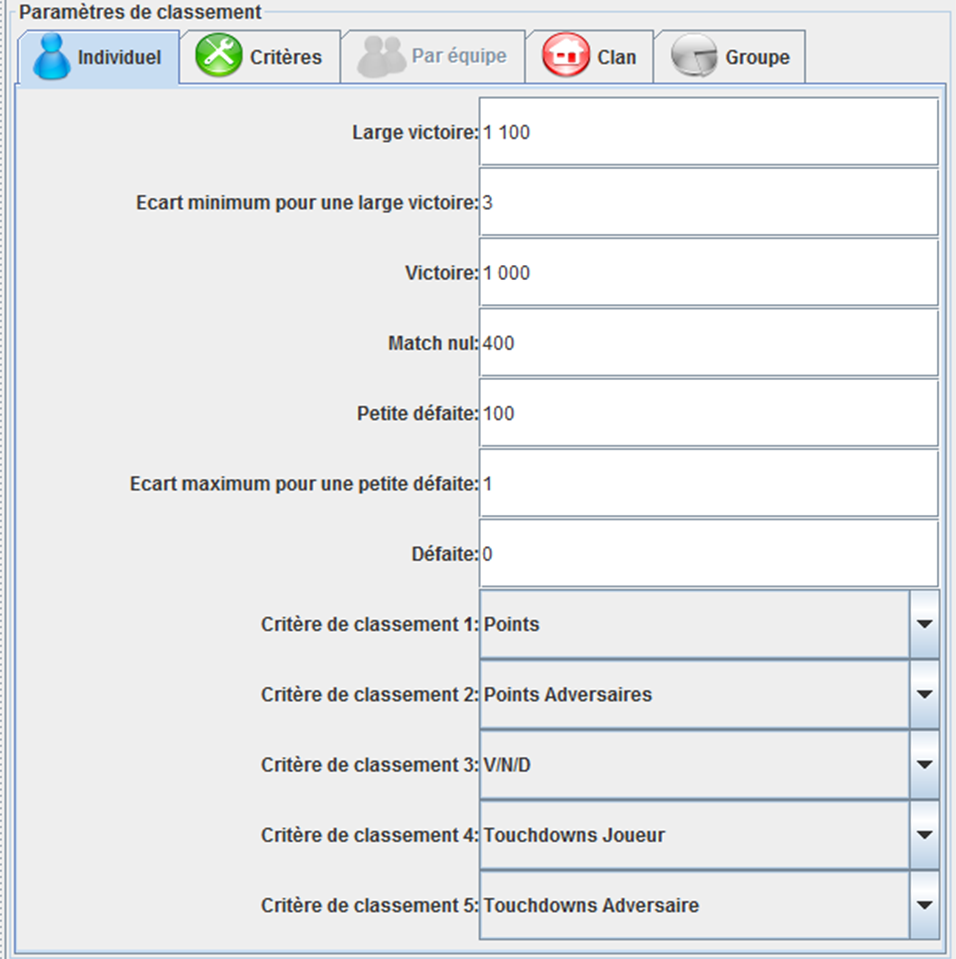 Paramètres de classement
Individuel Critères Par équipe Clan Groupe
Large victoire: 1 100
Ecart minimum pour une large victoire: 3
Victoire: 1 000
Match nul: 400
Petite défaite: 100
Ecart maximum pour une petite défaite: 1
Défaite: 0
Critère de classement 1: Points
Critère de classement 2: Points Adversaires
Critère de classement 3: V/N/D
Critère de classement 4: Touchdowns Joueur
Critère de classement 5: Touchdowns Adversaire